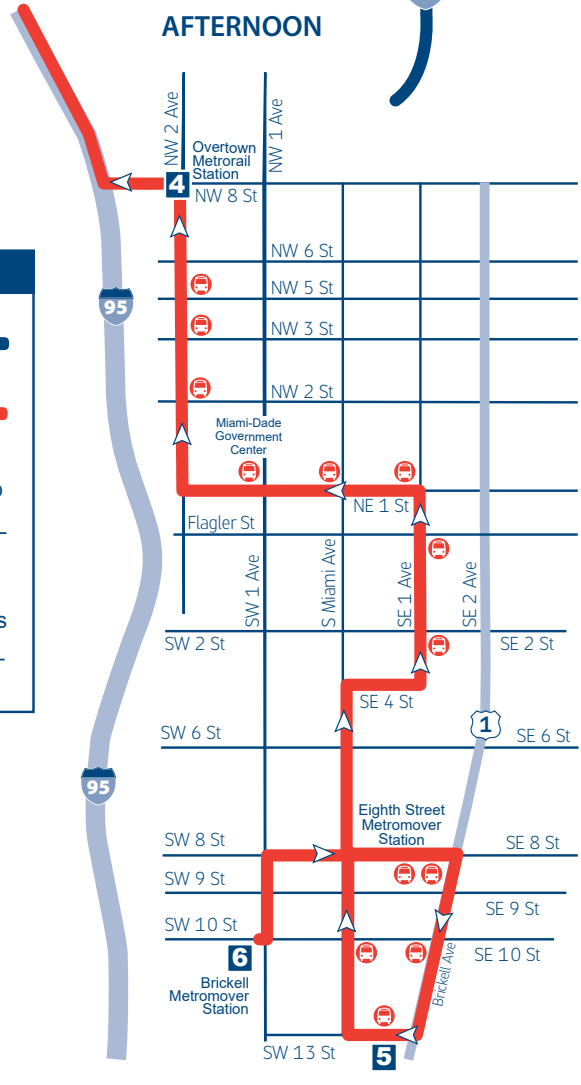 AFTERNOON
NW 2 Ave
NW 1 Ave
Overtown
Metrorail
Station
4
NW 8 St
NW 6 St
95
NW 5 St
NW 3 St
NW 2 St
Miami-Dade
Government
Center
NE 1 St
Flagler St
SW 1 Ave
S Miami Ave
SE 1 Ave
SE 2 Ave
SW 2 St
SE 2 St
SE 4 St
1
SW 6 St
SE 6 St
95
Eighth Street
Metromover
Station
SW 8 St
SE 8 St
SW 9 St
SE 9 St
SW 10 St
SE 10 St
6
Brickell
Metromover
Station
Brickell Ave
SW 13 St
5